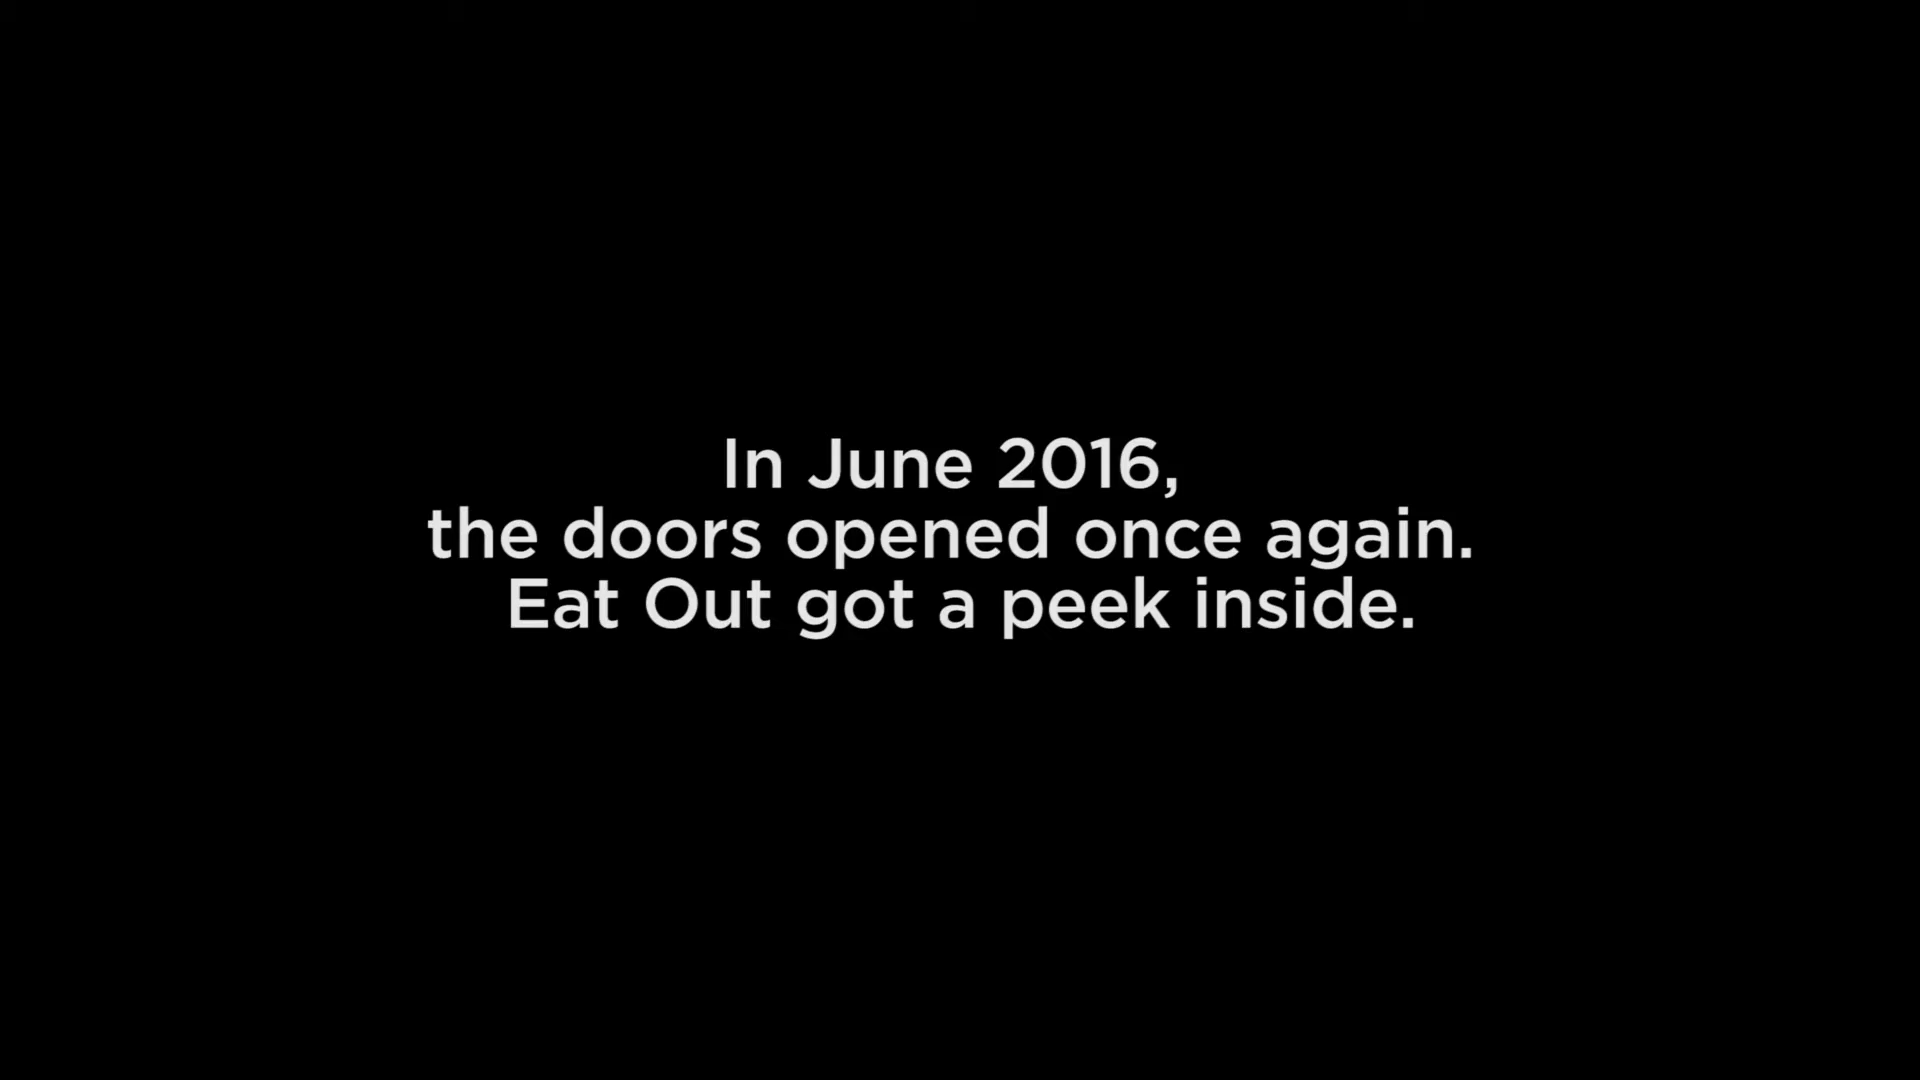 In June 2016,
the doors opened once again.
Eat Out got a peek inside.